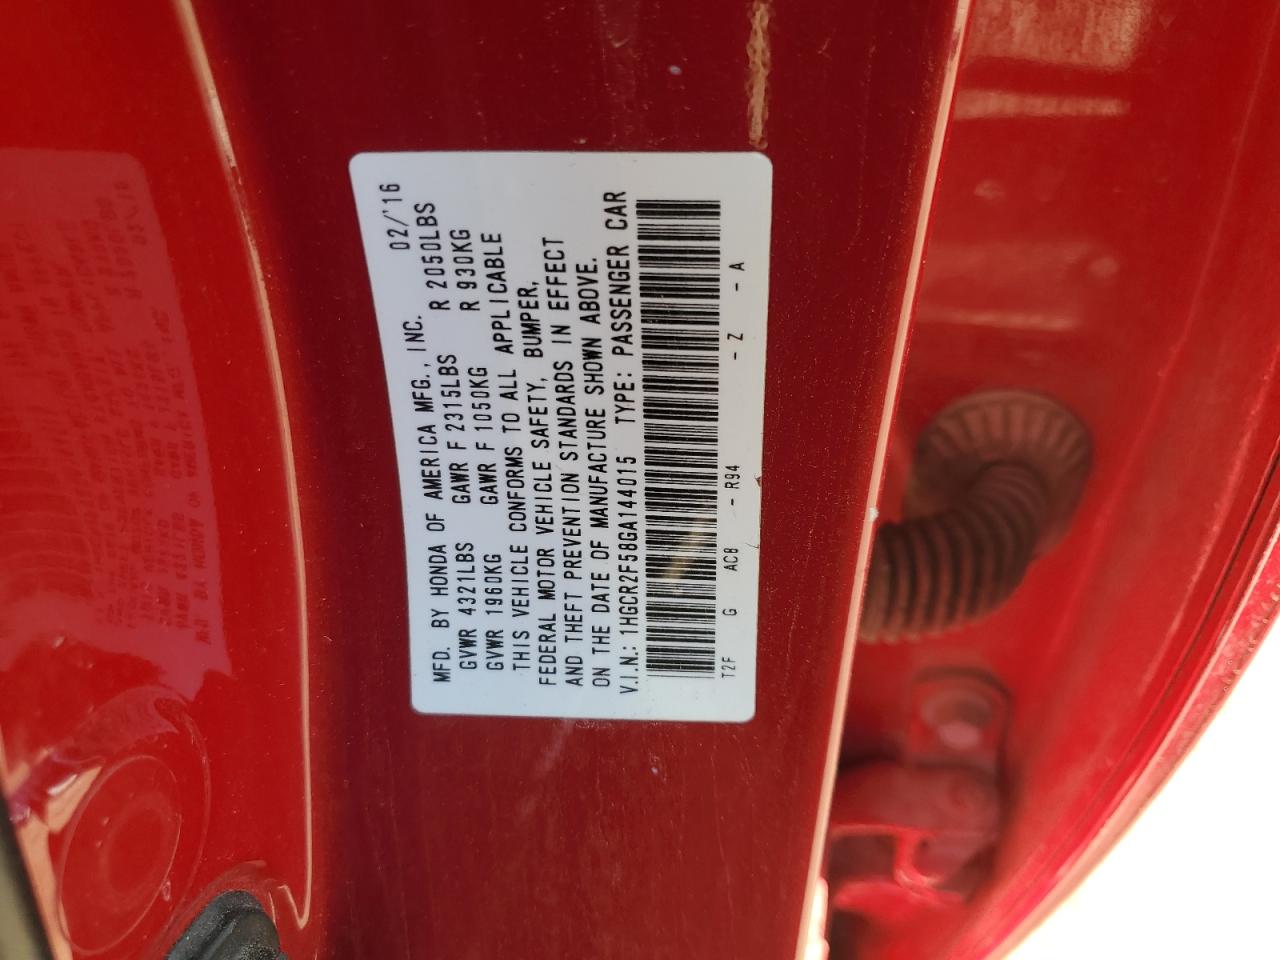 MFD. BY HONDA OF AMERICA MFG., INC. 02/'16
GVWR 4321LBS GAWR F 2315LBS R 2050LBS
GVWR 1960KG GAWR F 1050KG R 930KG
THIS VEHICLE CONFORMS TO ALL APPLICABLE
FEDERAL MOTOR VEHICLE SAFETY, BUMPER,
AND THEFT PREVENTION STANDARDS IN EFFECT
ON THE DATE OF MANUFACTURE SHOWN ABOVE.
V.I.N.: 1HGCR2F58GA144015 TYPE: PASSENGER CAR
T2F G AC8 - R94 - Z - A